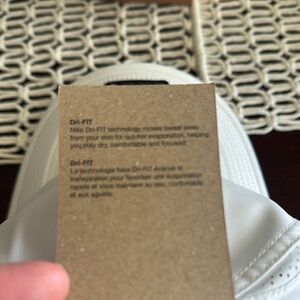 Dri-FIT
Nike Dri-FIT technology moves sweat away
from your skin for quicker evaporation, helping
you stay dry, comfortable and focused.
Dri-FIT
La technologie Nike Dri-FIT évacue la
transpiration pour favoriser une évaporation
rapide et vous maintenir au sec, confortable
et aux aguets.